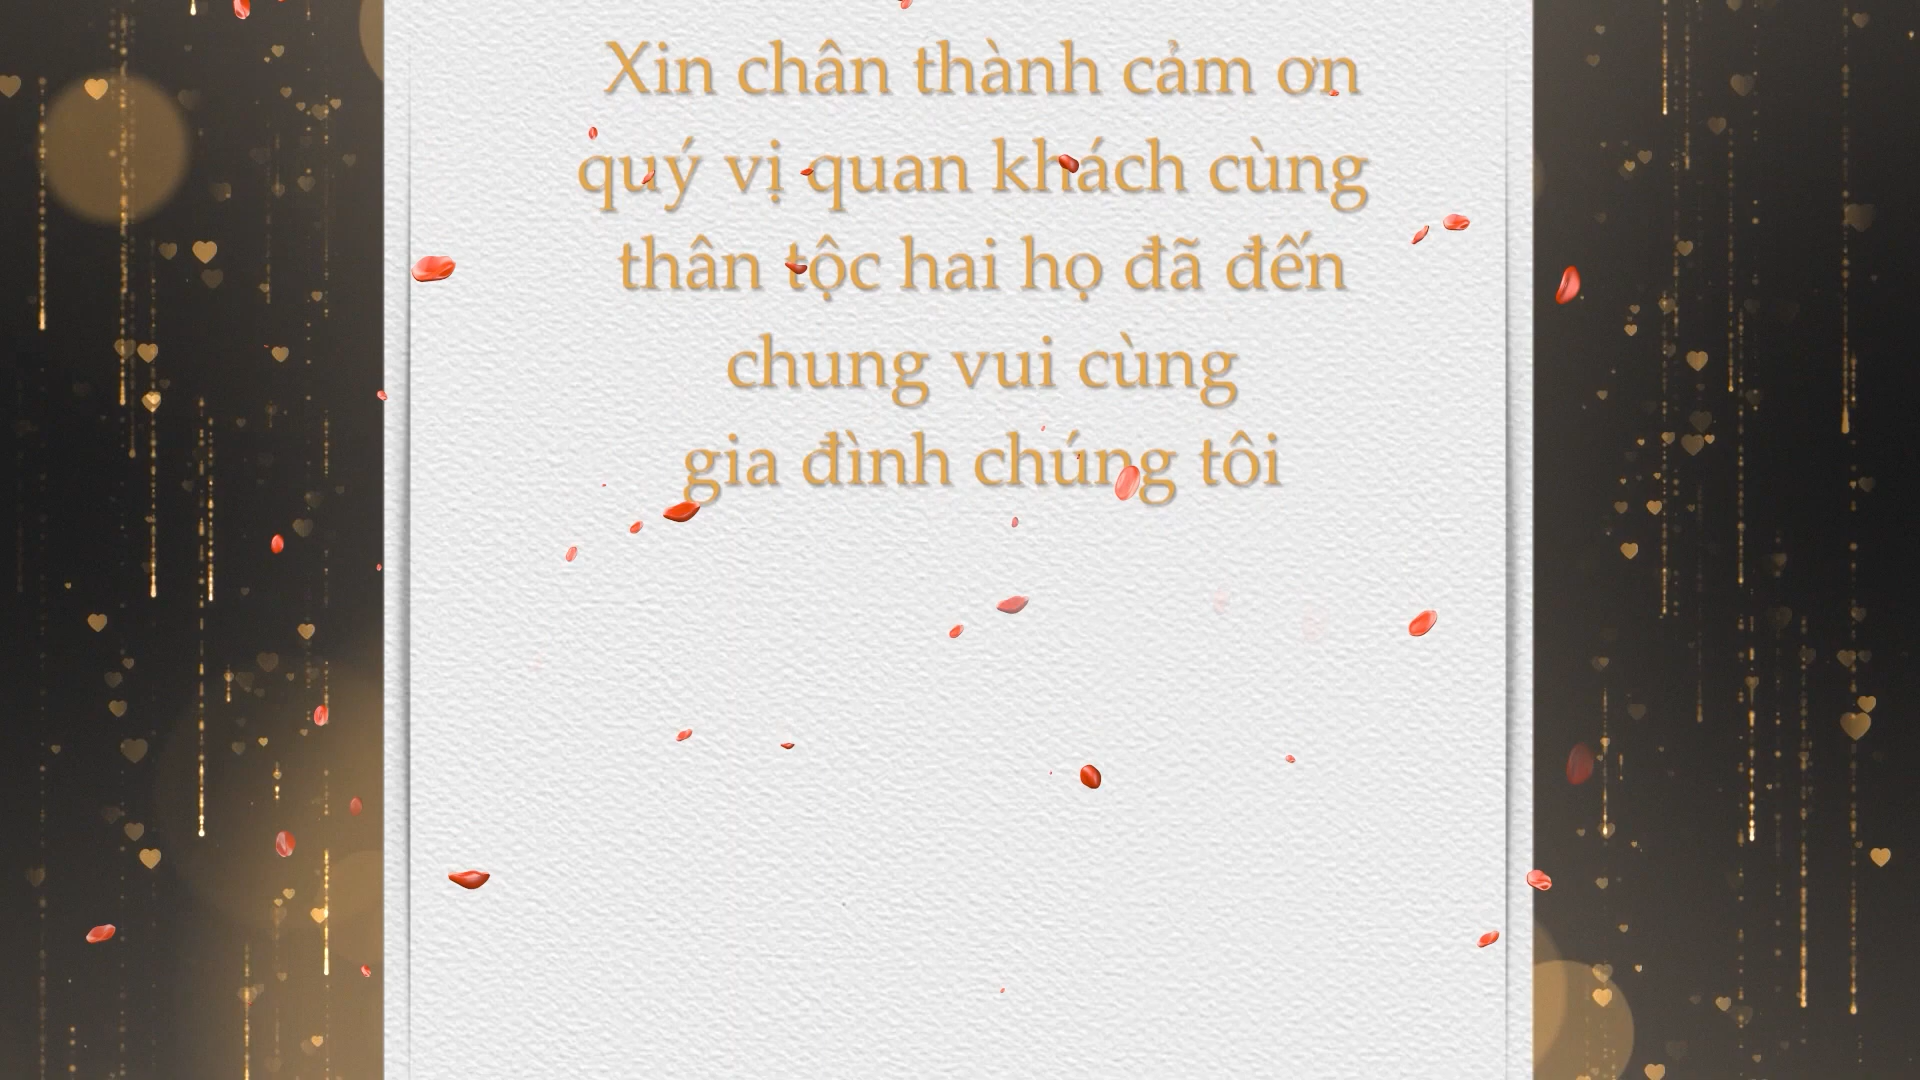 Xin chân thành cảm ơn
quý vị quan khách cùng
thân tộc hai họ đã đến
chung vui cùng
gia đình chúng tôi